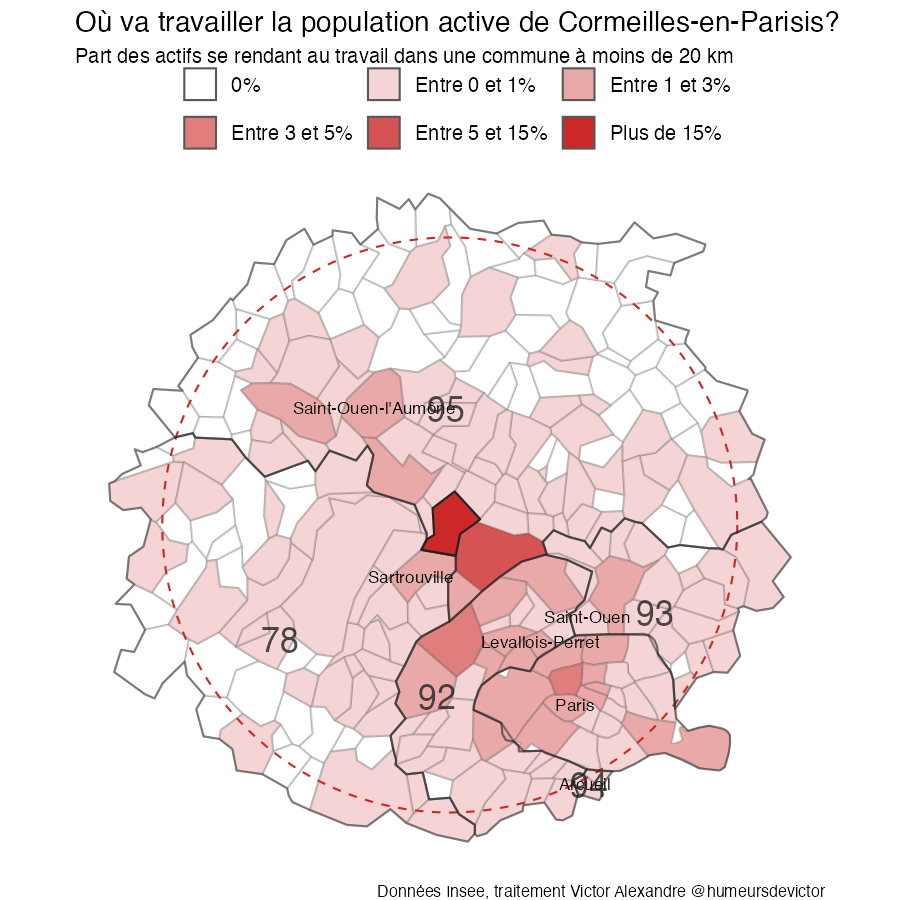 Où va travailler la population active de Cormeilles-en-Parisis?
Part des actifs se rendant au travail dans une commune à moins de 20 km
0% Entre 0 et 1% Entre 1 et 3%
Entre 3 et 5% Entre 5 et 15% Plus de 15%
Saint-Ouen-l'Aumône
95
Sartrouville
Saint-Ouen
93
78
Levallois-Perret
92
Paris
Arcueil
94
Données Insee, traitement Victor Alexandre @humeursdevictor